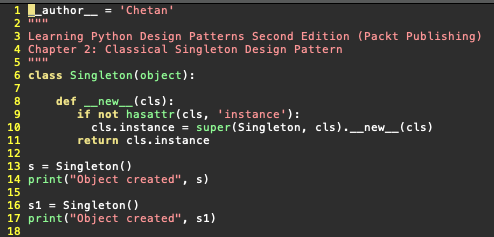 1 __author__ = 'Chetan'
2 """
3 Learning Python Design Patterns Second Edition (Packt Publishing)
4 Chapter 2: Classical Singleton Design Pattern
5 """
6 class Singleton(object):
7
8     def __new__(cls):
9        if not hasattr(cls, 'instance'):
10          cls.instance = super(Singleton, cls).__new__(cls)
11        return cls.instance
12
13 s = Singleton()
14 print("Object created", s)
15
16 s1 = Singleton()
17 print("Object created", s1)
18